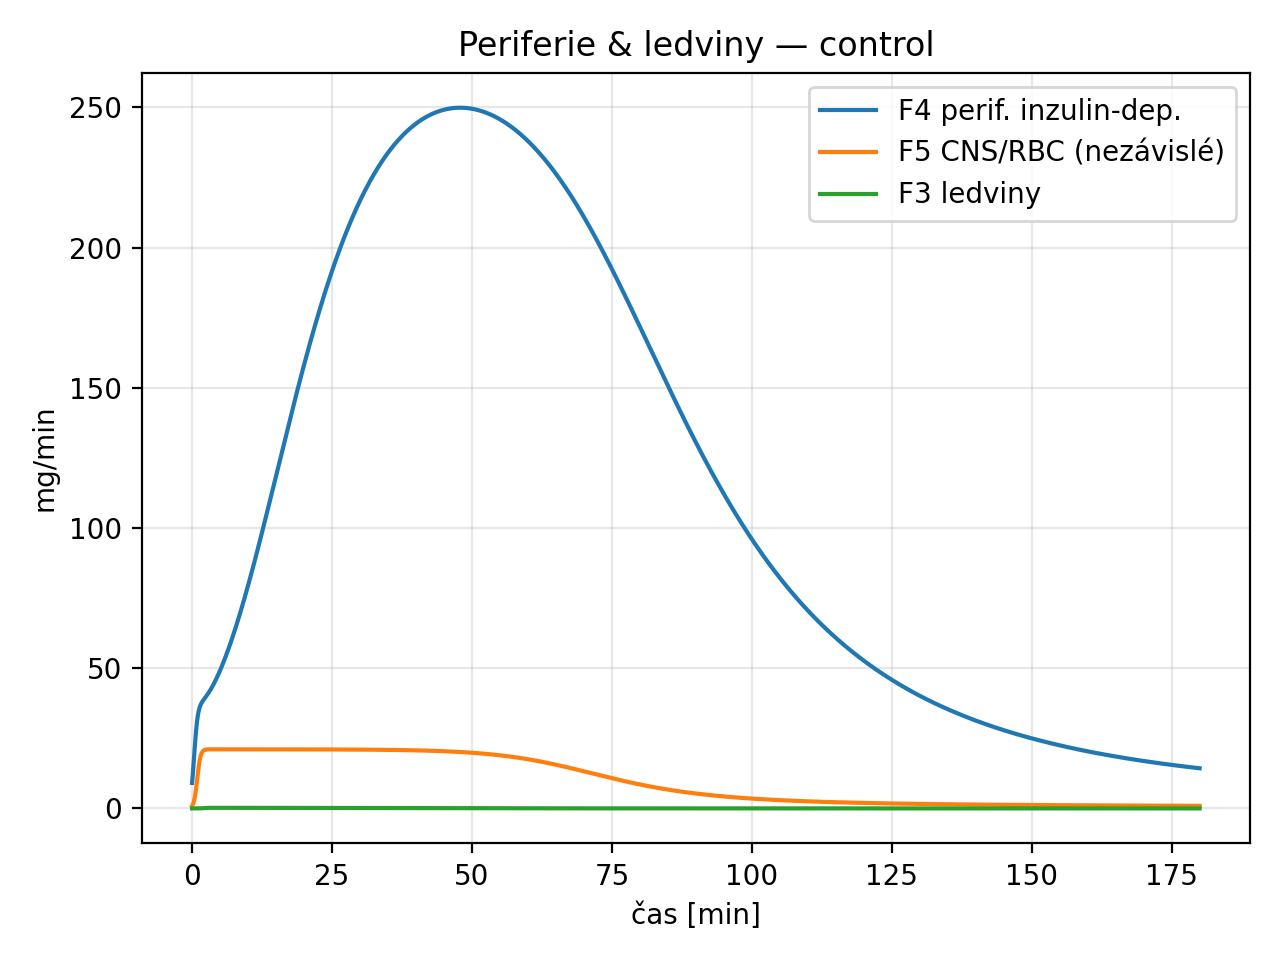 Periferie & ledviny — control
F4 perif. inzulin-dep.
F5 CNS/RBC (nezávislé)
F3 ledviny
mg/min
250
200
150
100
50
0
0 25 50 75 100 125 150 175
čas [min]